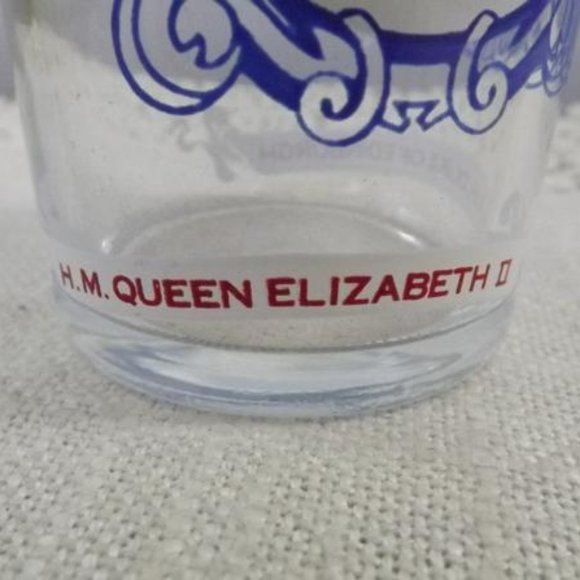 H.M. QUEEN ELIZABETH II